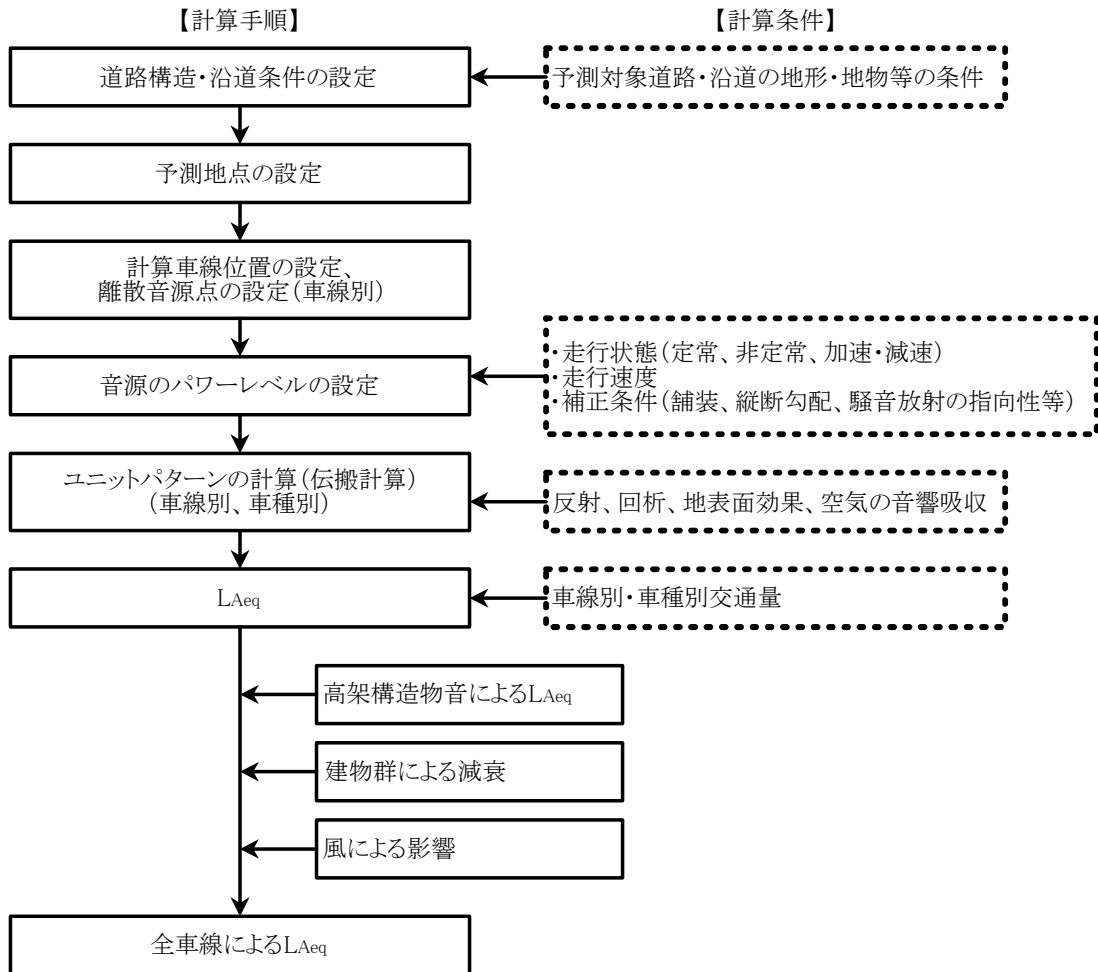 【計算手順】
【計算条件】
道路構造・沿道条件の設定
予測対象道路・沿道の地形・地物等の条件
予測地点の設定
計算車線位置の設定、
離散音源点の設定(車線別)
音源のパワーレベルの設定
・走行状態(定常、非定常、加速・減速)
・走行速度
・補正条件(舗装、縦断勾配、騒音放射の指向性等)
ユニットパターンの計算(伝搬計算)
(車線別、車種別)
反射、回折、地表面効果、空気の音響吸収
LAeq
車線別・車種別交通量
高架構造物音によるLAeq
建物群による減衰
風による影響
全車線によるLAeq